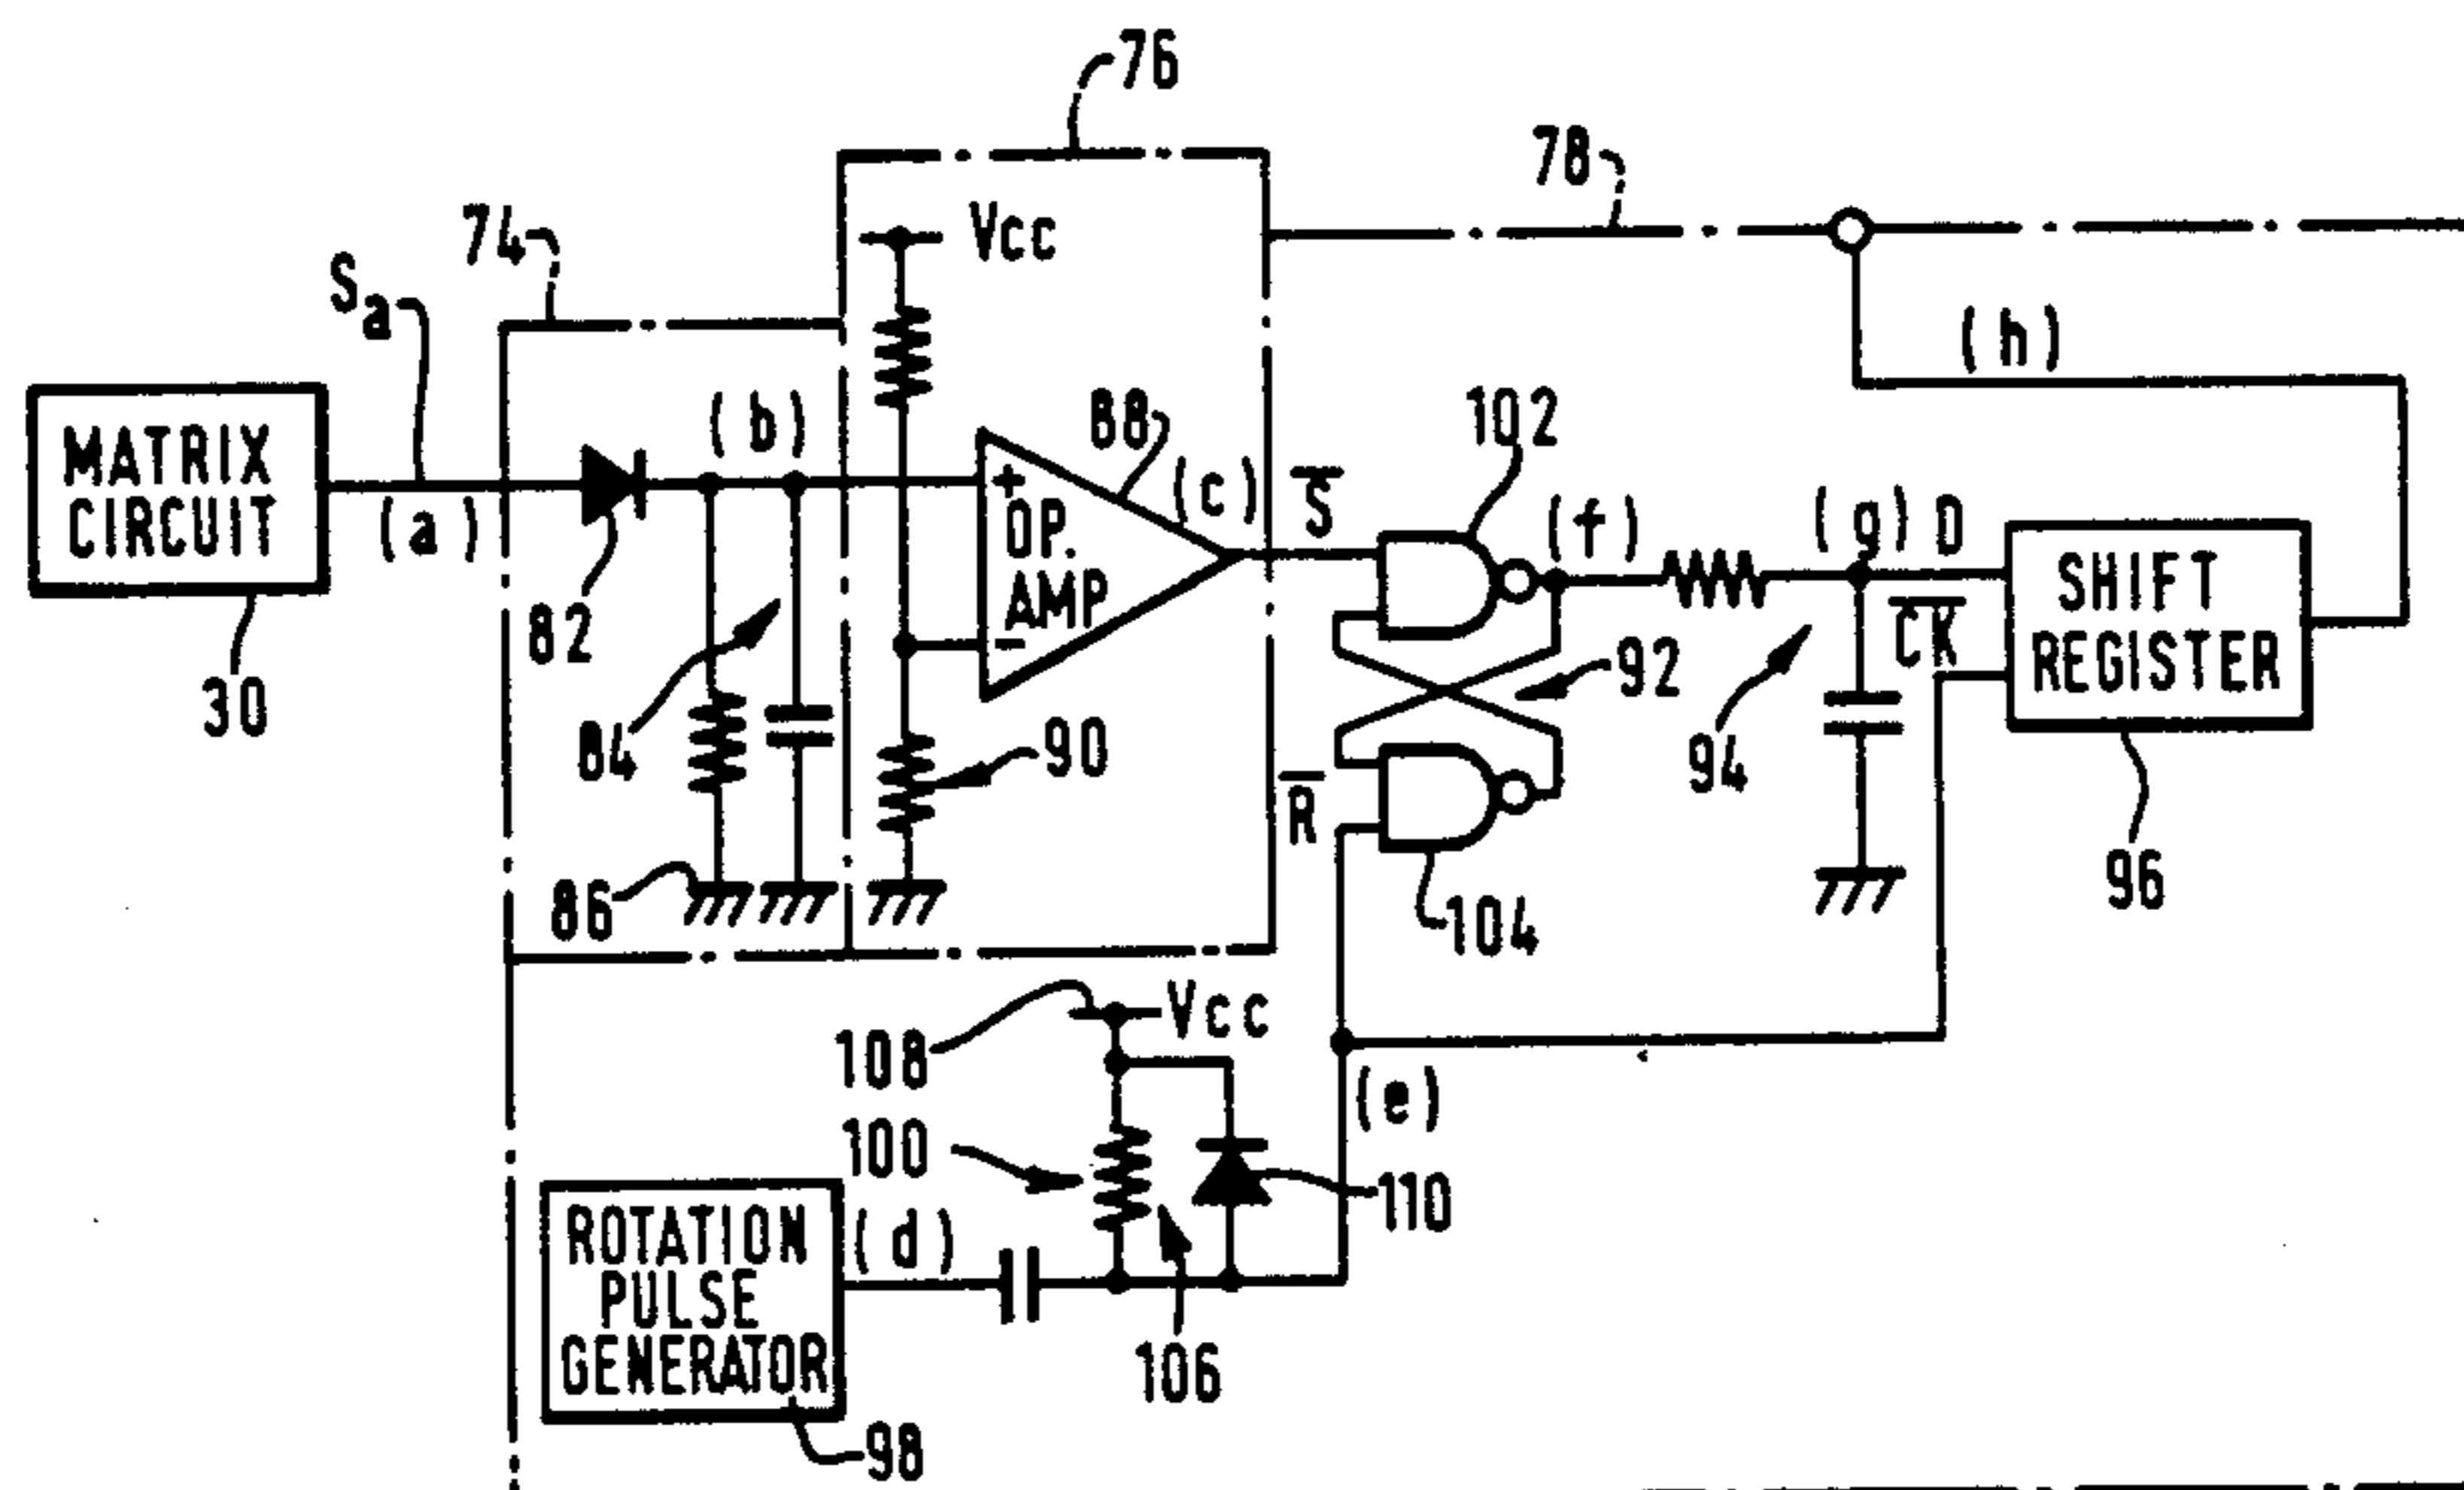 76
78
74
Vcc
Sa
(h)
MATRIX
CIRCUIT
(a)
30
(b)
82
84
86
88
+
OP.
AMP
-
90
(c)
S̅
102
(f)
(g)
D
C̅K̅
SHIFT
REGISTER
92
94
R̅
104
96
Vcc
108
(e)
100
110
ROTATION
PULSE
GENERATOR
(d)
106
98